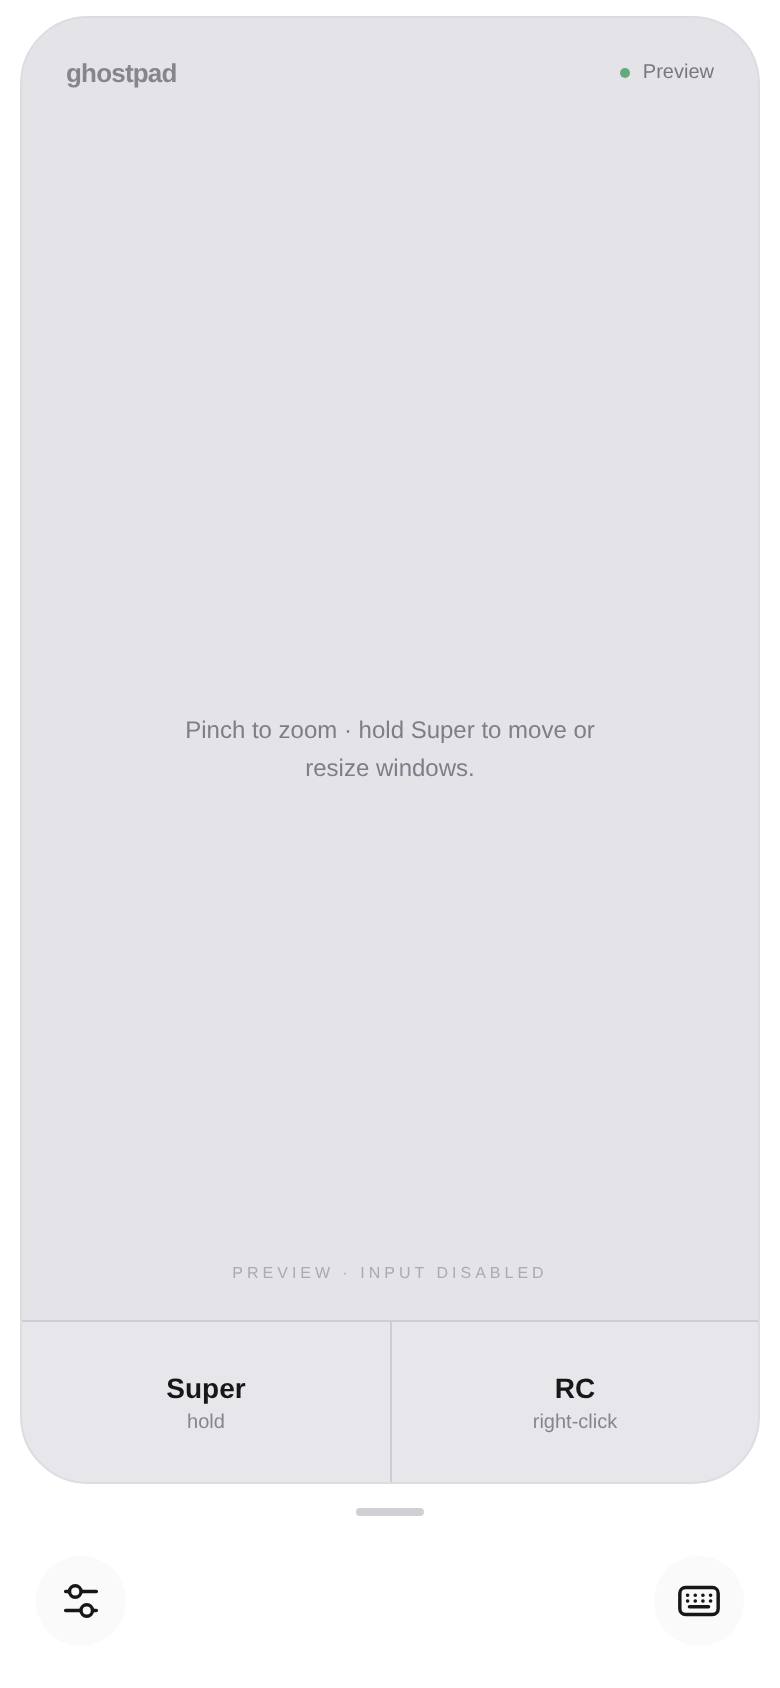 ghostpad
Preview
Pinch to zoom · hold Super to move or
resize windows.
PREVIEW · INPUT DISABLED
Super
hold
RC
right-click